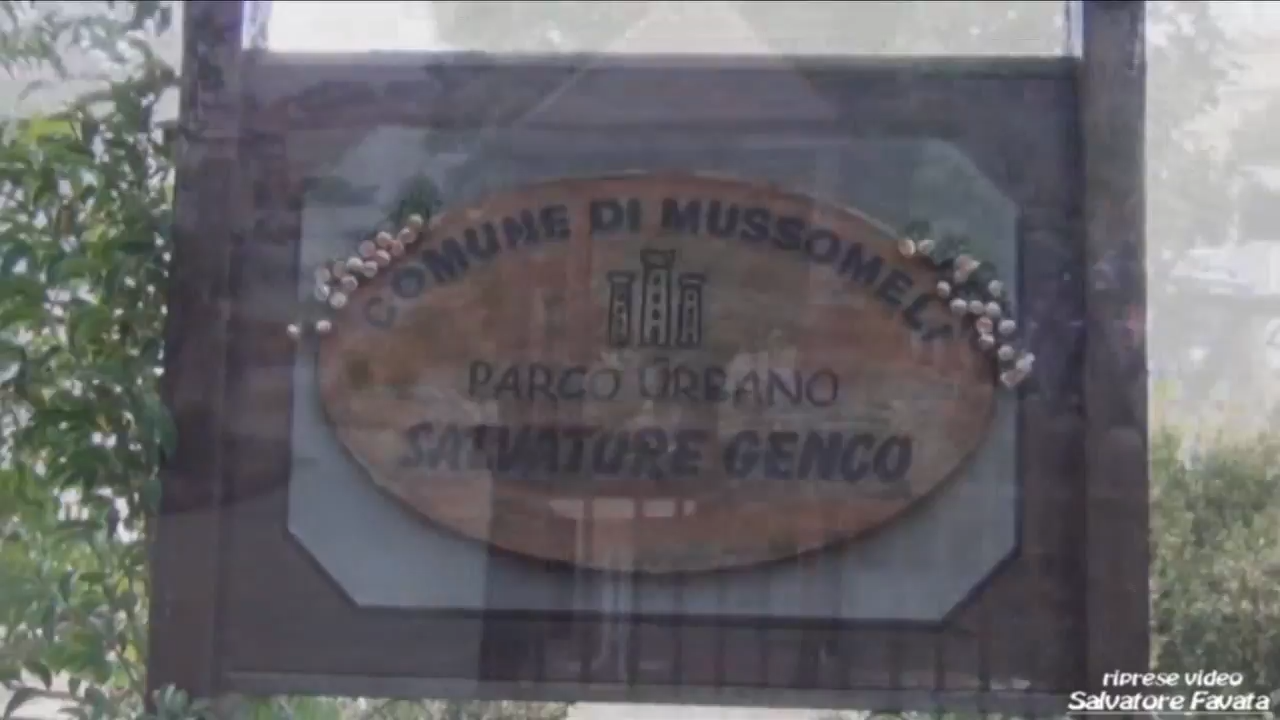 COMUNE DI MUSSOMELI
PARCO URBANO
SALVATORE GENCO
riprese video
Salvatore Favata